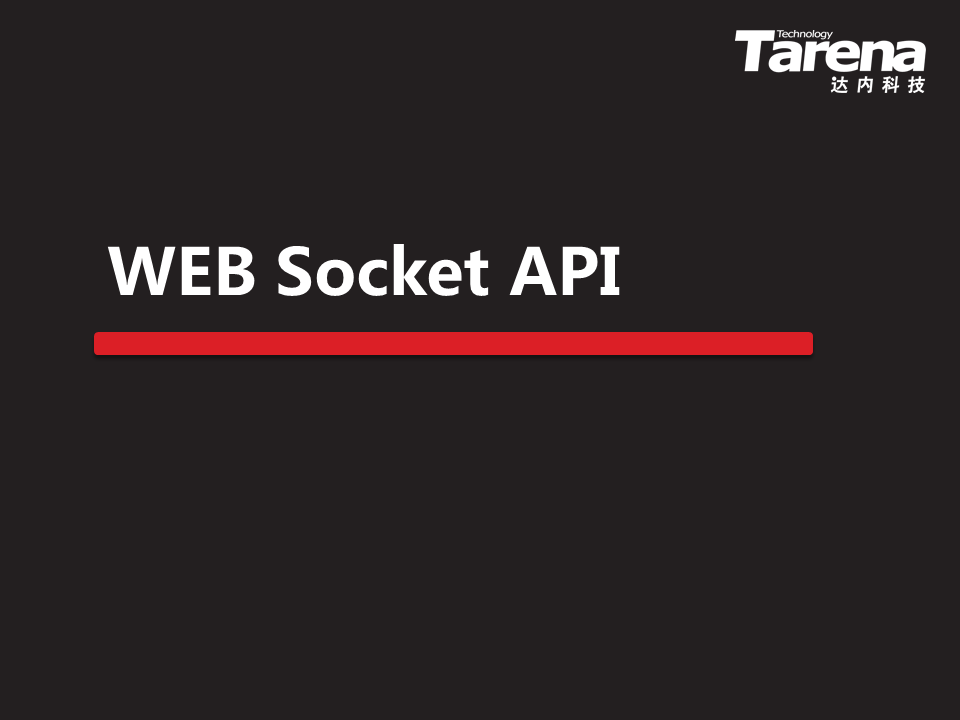 Technology
Tarena
达内科技
WEB Socket API